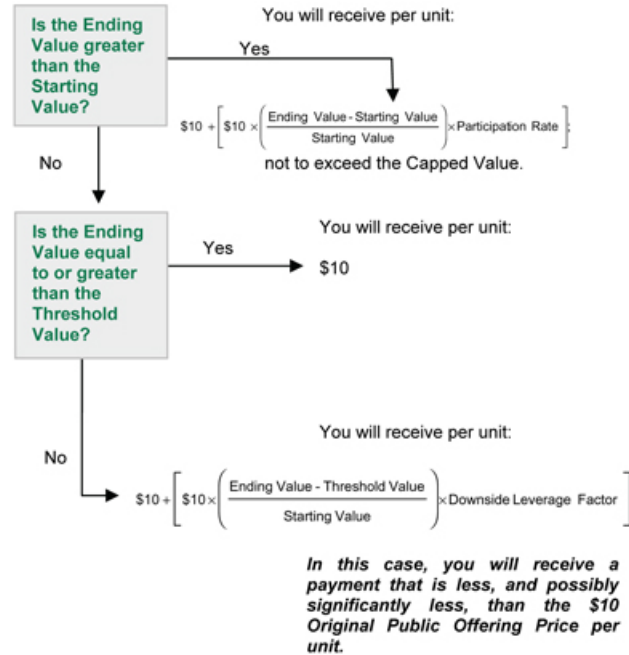 You will receive per unit:
Is the Ending
Value greater
than the
Starting
Value?
Yes
$10 + [$10 × (Ending Value - Starting Value / Starting Value) × Participation Rate];
not to exceed the Capped Value.
No
Is the Ending
Value equal
to or greater
than the
Threshold
Value?
Yes
You will receive per unit:
$10
No
You will receive per unit:
$10 + [$10 × (Ending Value - Threshold Value / Starting Value) × Downside Leverage Factor]
In this case, you will receive a
payment that is less, and possibly
significantly less, than the $10
Original Public Offering Price per
unit.